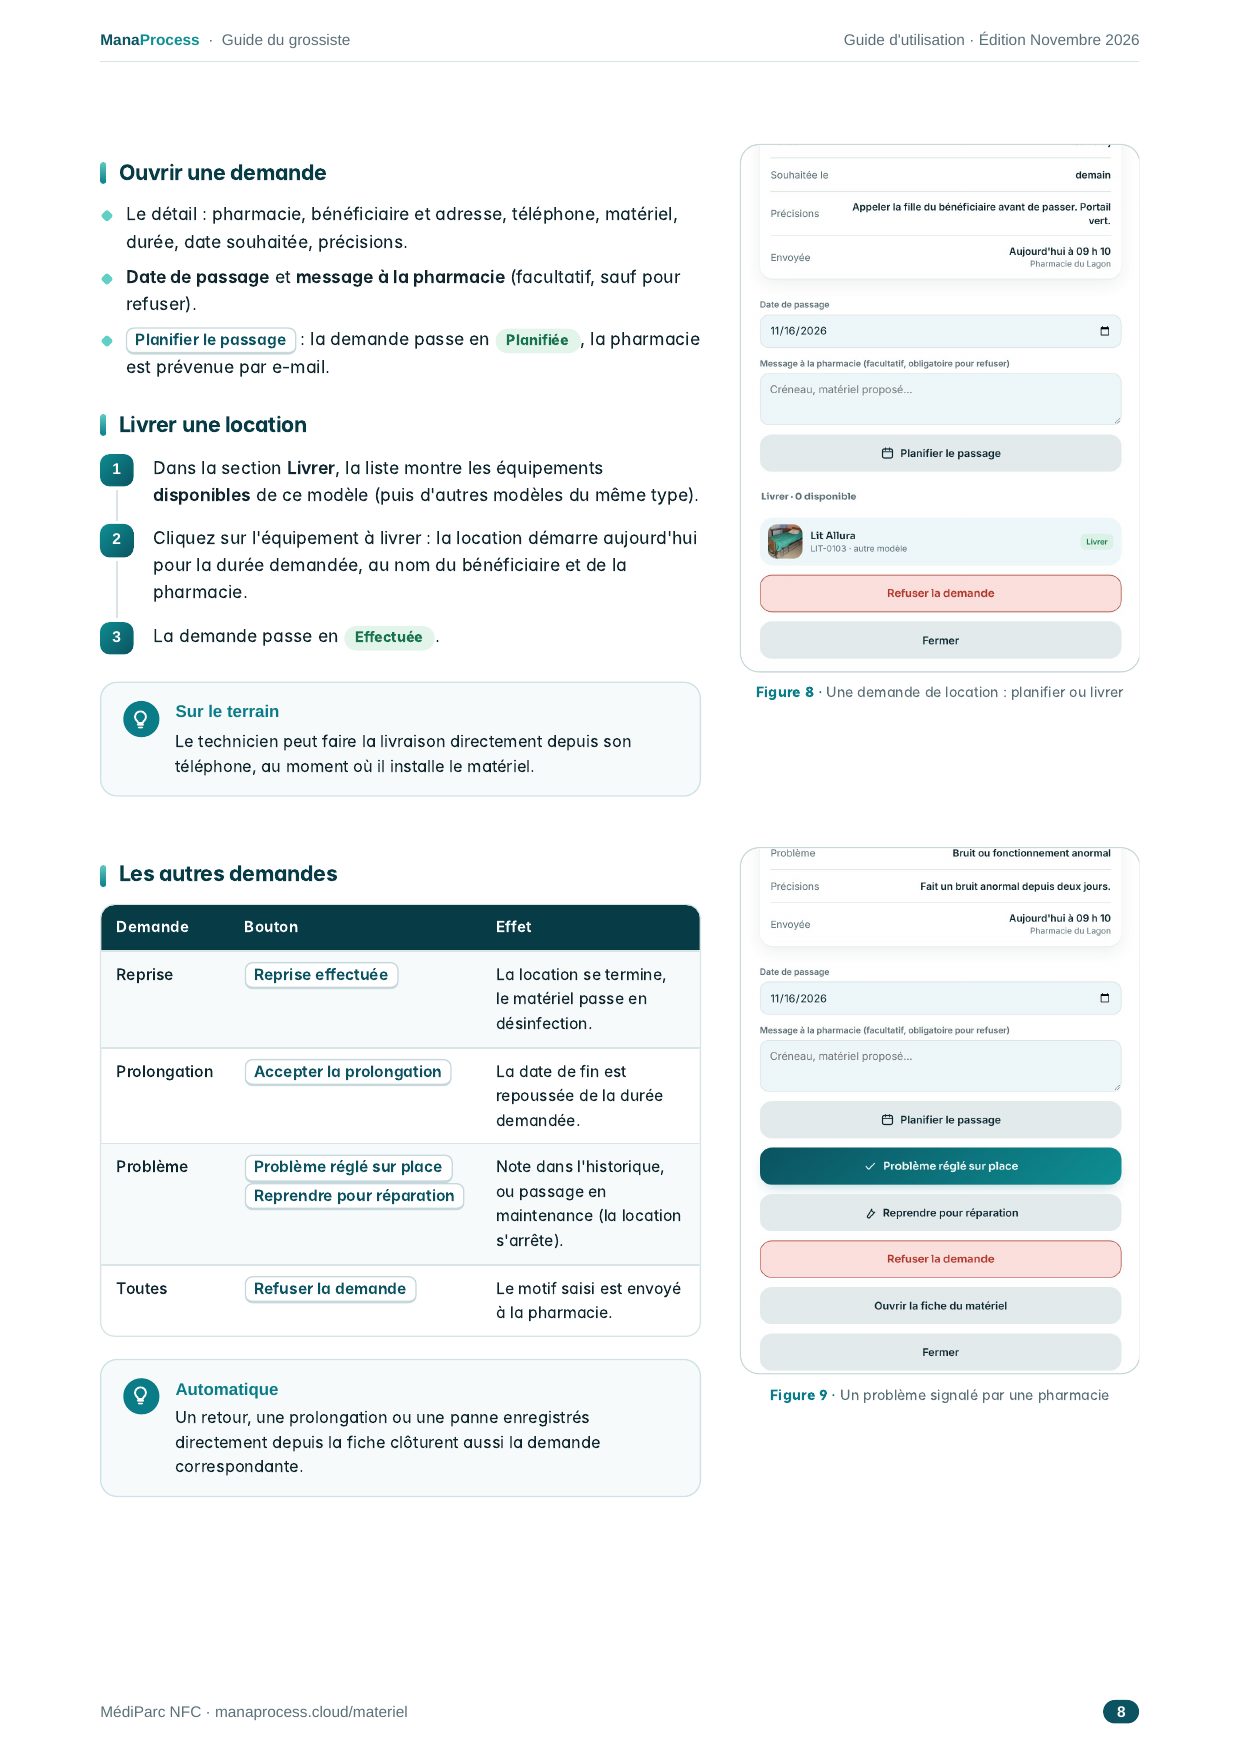 ManaProcess · Guide du grossiste
Guide d'utilisation · Édition Novembre 2026
Ouvrir une demande
Le détail : pharmacie, bénéficiaire et adresse, téléphone, matériel,
durée, date souhaitée, précisions.
Date de passage et message à la pharmacie (facultatif, sauf pour
refuser).
Planifier le passage : la demande passe en Planifiée, la pharmacie
est prévenue par e-mail.
Livrer une location
1 Dans la section Livrer, la liste montre les équipements
disponibles de ce modèle (puis d'autres modèles du même type).
2 Cliquez sur l'équipement à livrer : la location démarre aujourd'hui
pour la durée demandée, au nom du bénéficiaire et de la
pharmacie.
3 La demande passe en Effectuée.
Sur le terrain
Le technicien peut faire la livraison directement depuis son
téléphone, au moment où il installe le matériel.
Souhaitée le demain
Précisions Appeler la fille du bénéficiaire avant de passer. Portail
vert.
Envoyée Aujourd'hui à 09 h 10
Pharmacie du Lagon
Date de passage
11/16/2026
Message à la pharmacie (facultatif, obligatoire pour refuser)
Créneau, matériel proposé…
Planifier le passage
Livrer · 0 disponible
Lit Allura
LIT-0103 · autre modèle
Livrer
Refuser la demande
Fermer
Figure 8 · Une demande de location : planifier ou livrer
Les autres demandes
Demande Bouton Effet
Reprise Reprise effectuée La location se termine,
le matériel passe en
désinfection.
Prolongation Accepter la prolongation La date de fin est
repoussée de la durée
demandée.
Problème Problème réglé sur place Note dans l'historique,
Reprendre pour réparation ou passage en
maintenance (la location
s'arrête).
Toutes Refuser la demande Le motif saisi est envoyé
à la pharmacie.
Automatique
Un retour, une prolongation ou une panne enregistrés
directement depuis la fiche clôturent aussi la demande
correspondante.
Problème Bruit ou fonctionnement anormal
Précisions Fait un bruit anormal depuis deux jours.
Envoyée Aujourd'hui à 09 h 10
Pharmacie du Lagon
Date de passage
11/16/2026
Message à la pharmacie (facultatif, obligatoire pour refuser)
Créneau, matériel proposé…
Planifier le passage
Problème réglé sur place
Reprendre pour réparation
Refuser la demande
Ouvrir la fiche du matériel
Fermer
Figure 9 · Un problème signalé par une pharmacie
MédiParc NFC · manaprocess.cloud/materiel
8